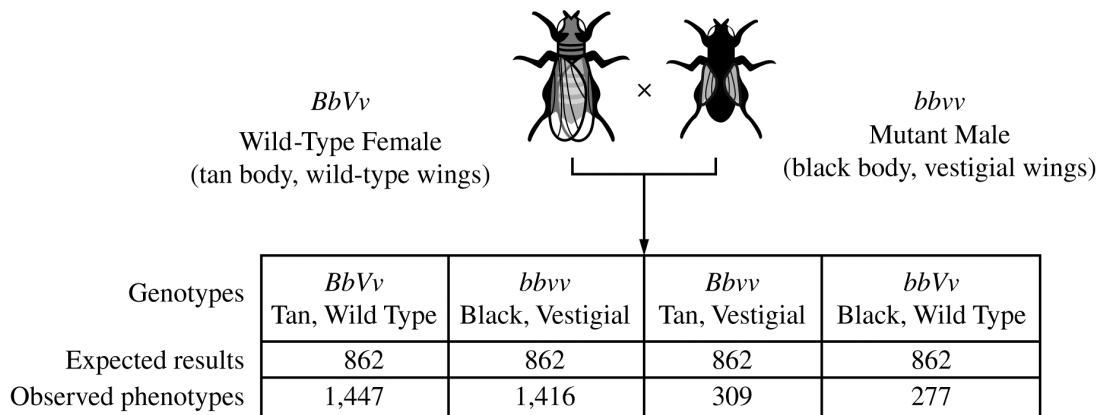 BbVv
Wild-Type Female
(tan body, wild-type wings)
×
bbvv
Mutant Male
(black body, vestigial wings)
Genotypes
BbVv
Tan, Wild Type
bbvv
Black, Vestigial
Bbvv
Tan, Vestigial
bbVv
Black, Wild Type
Expected results 862 862 862 862
Observed phenotypes 1,447 1,416 309 277